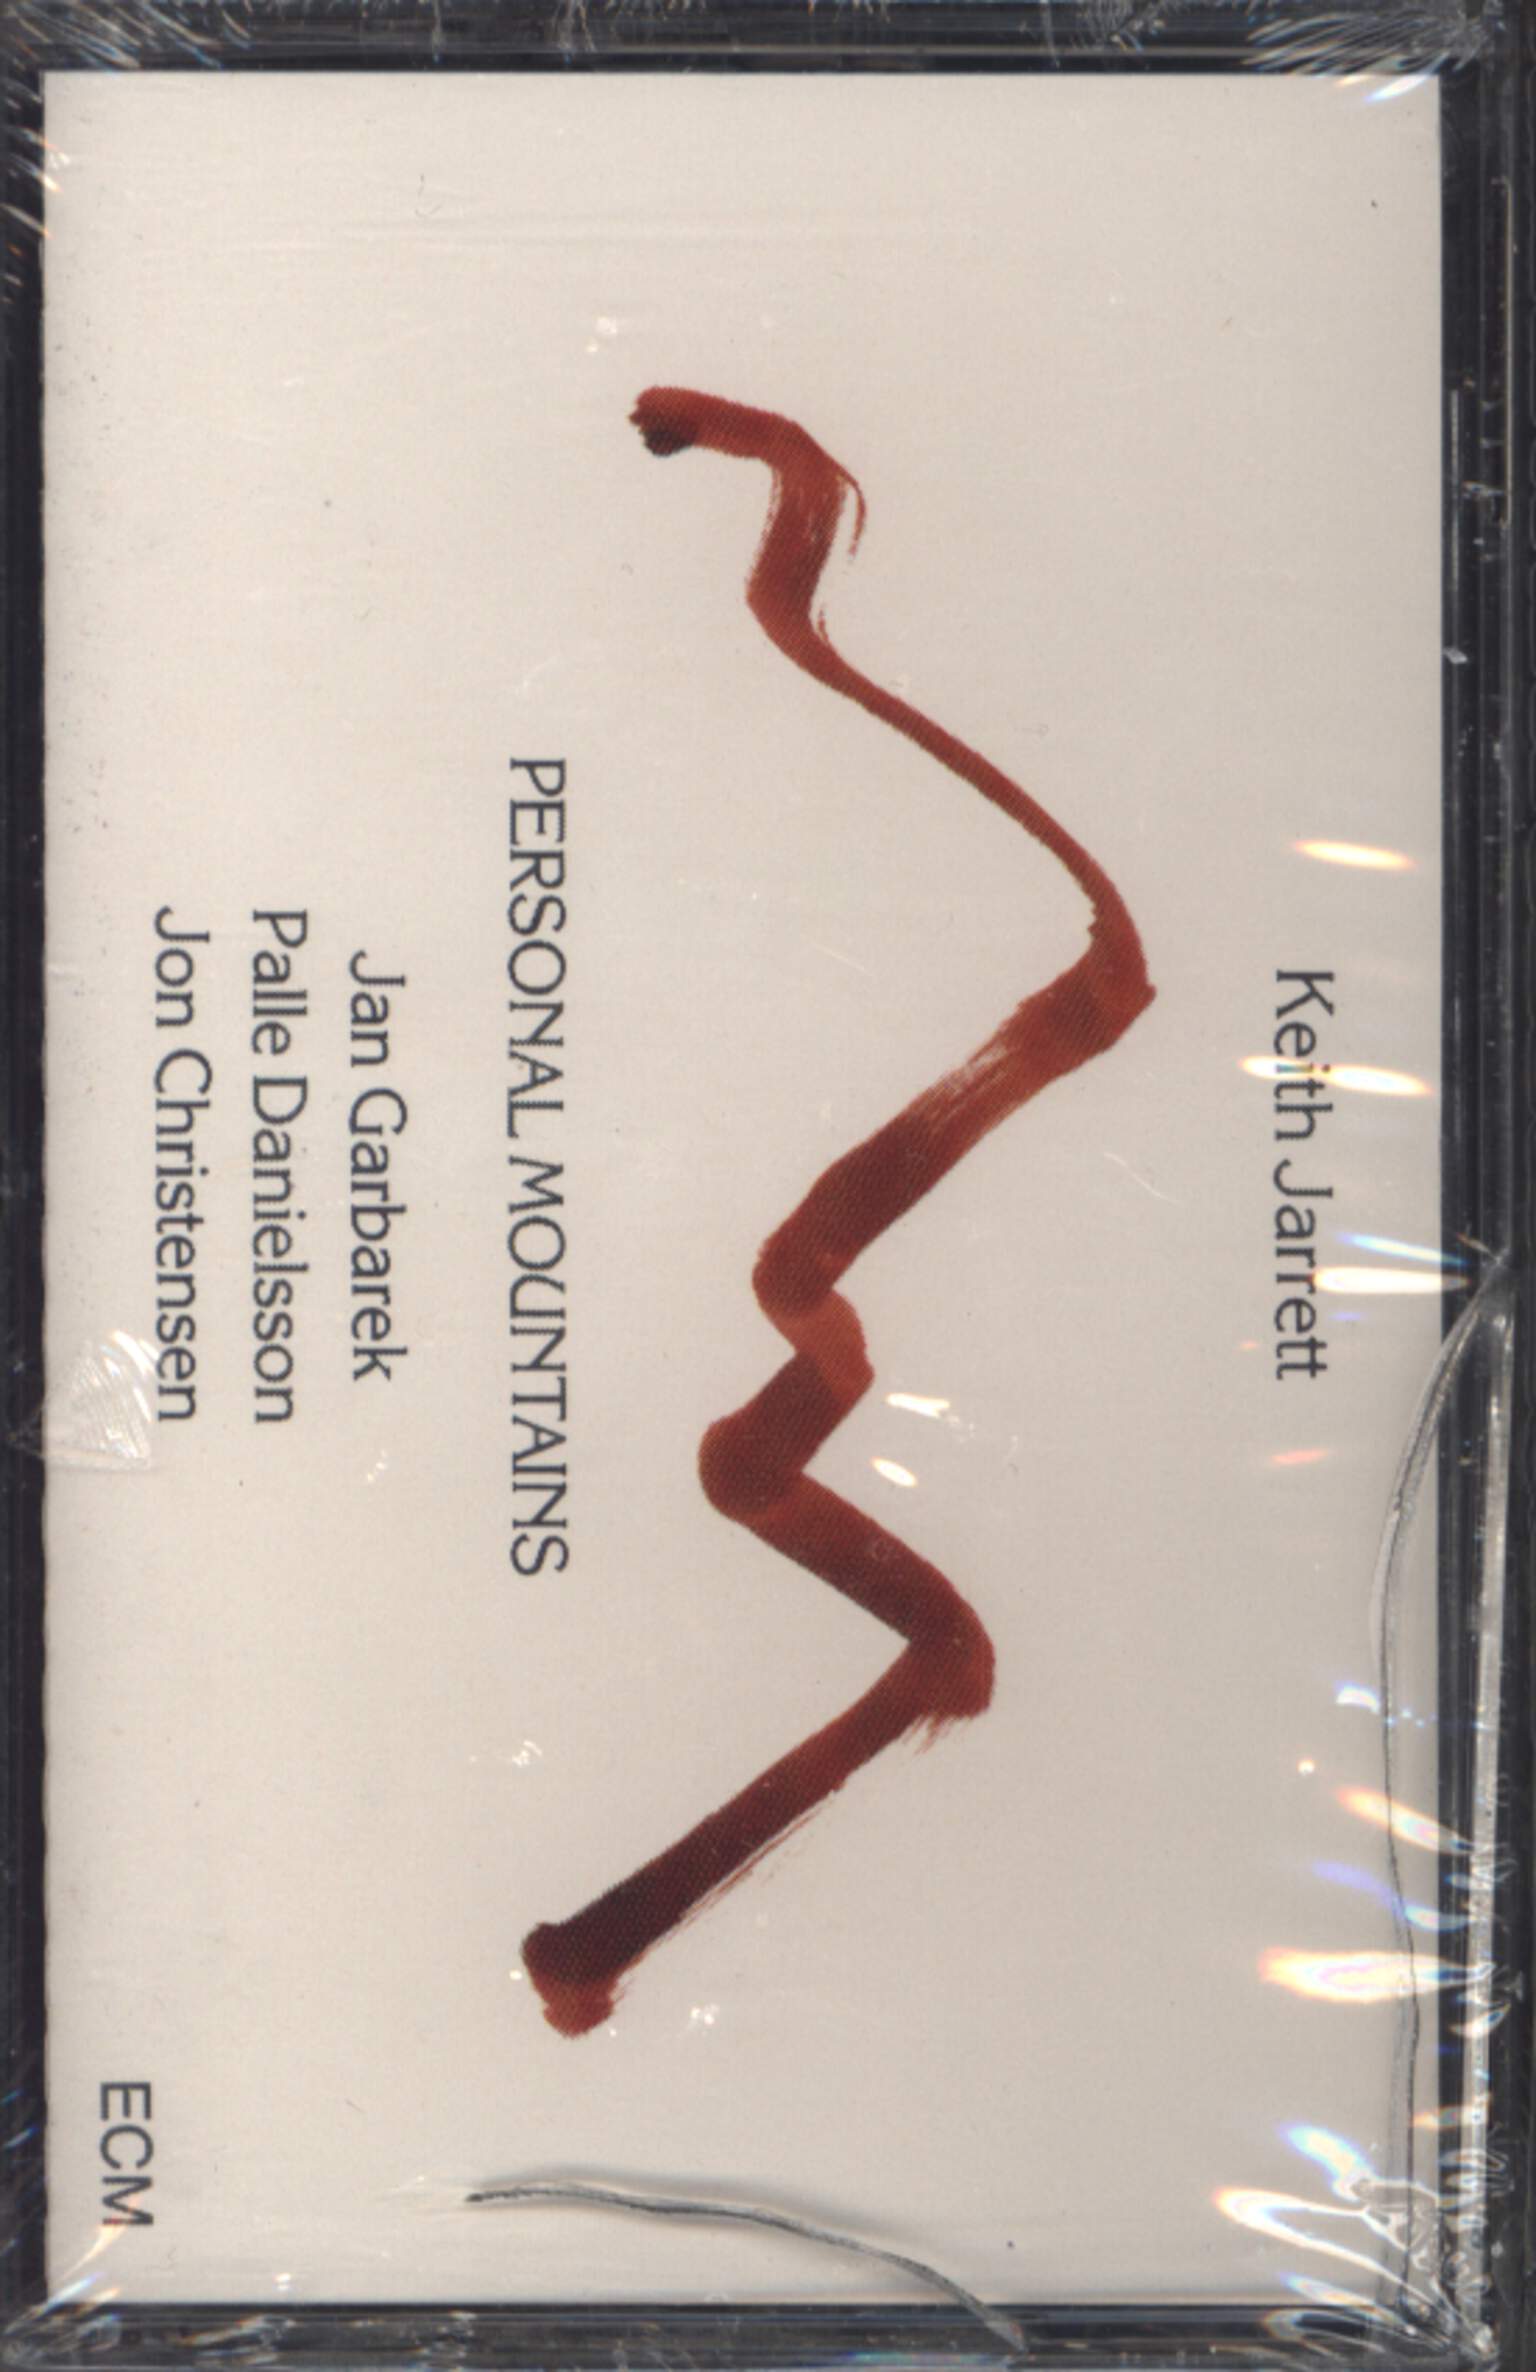 Keith Jarrett
PERSONAL MOUNTAINS
Jan Garbarek
Palle Danielsson
Jon Christensen
ECM